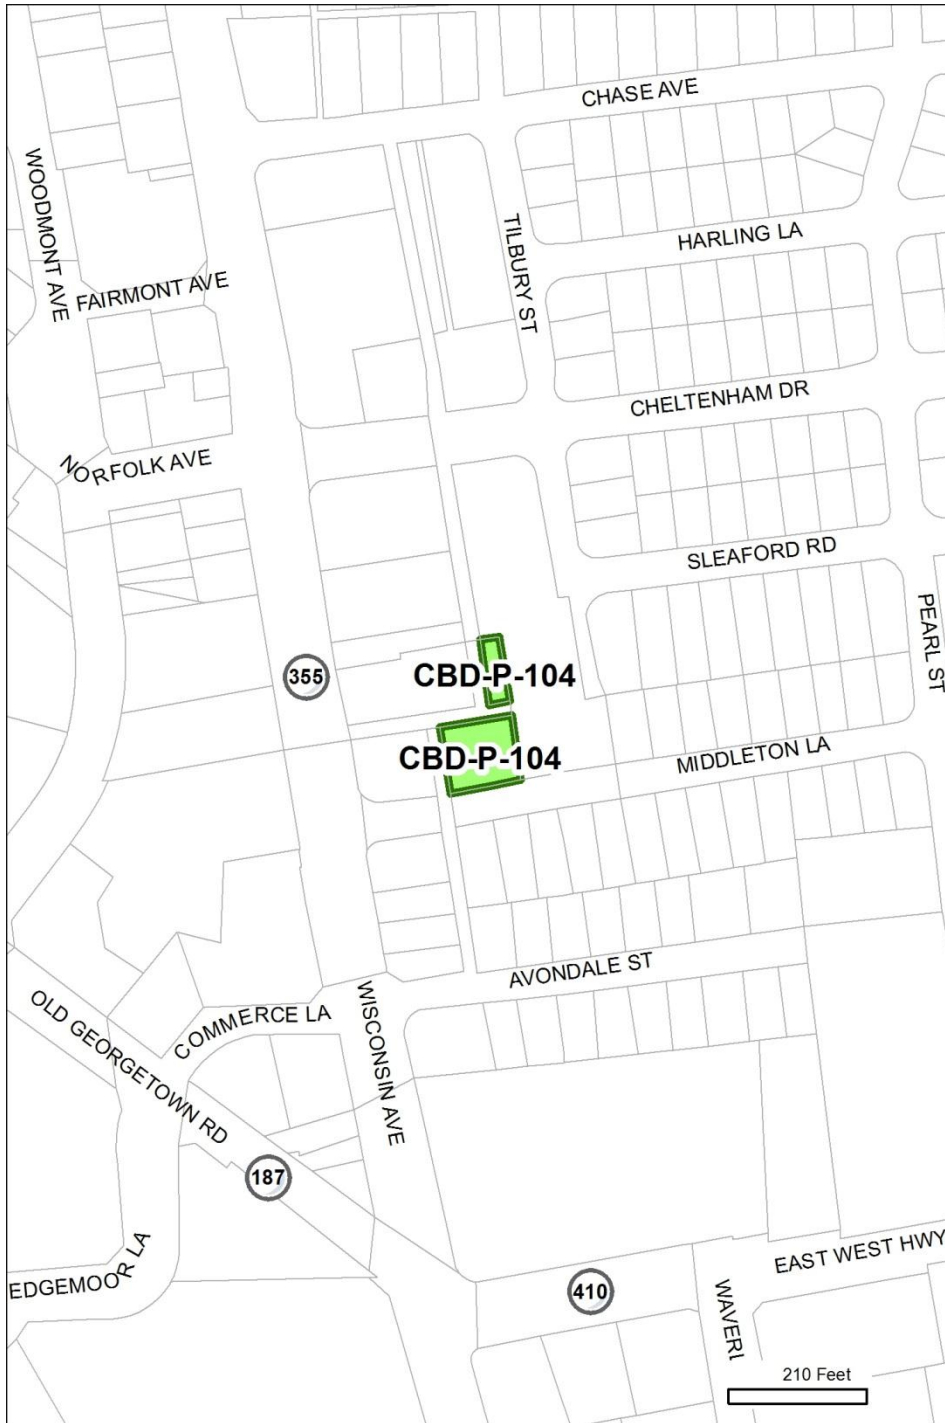 CHASE AVE
WOODMONT AVE
TILBURY ST
HARLING LA
FAIRMONT AVE
CHELTENHAM DR
NORFOLK AVE
SLEAFORD RD
PEARL ST
355
CBD-P-104
CBD-P-104
MIDDLETON LA
AVONDALE ST
OLD GEORGETOWN RD
COMMERCE LA
WISCONSIN AVE
187
EDGEMOOR LA
EAST WEST HWY
410
WAVERL
210 Feet